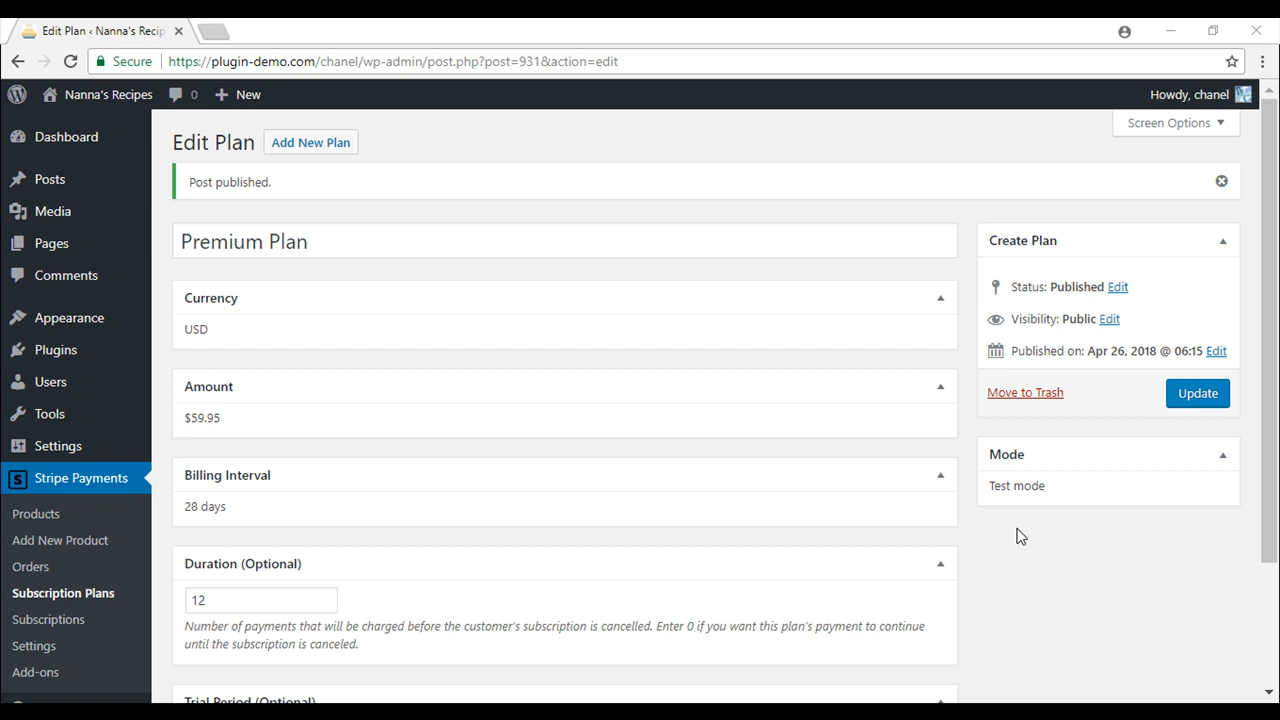 Edit Plan ‹ Nanna's Recip
Secure
https://plugin-demo.com/chanel/wp-admin/post.php?post=931&action=edit
Nanna's Recipes
0
New
Howdy, chanel
Dashboard
Posts
Media
Pages
Comments
Appearance
Plugins
Users
Tools
Settings
Stripe Payments
Products
Add New Product
Orders
Subscription Plans
Subscriptions
Settings
Add-ons
Screen Options
Edit Plan
Add New Plan
Post published.
Premium Plan
Currency
USD
Amount
$59.95
Billing Interval
28 days
Duration (Optional)
12
Number of payments that will be charged before the customer's subscription is cancelled. Enter 0 if you want this plan's payment to continue
until the subscription is canceled.
Trial Period (Optional)
Create Plan
Status: Published Edit
Visibility: Public Edit
Published on: Apr 26, 2018 @ 06:15 Edit
Move to Trash
Update
Mode
Test mode